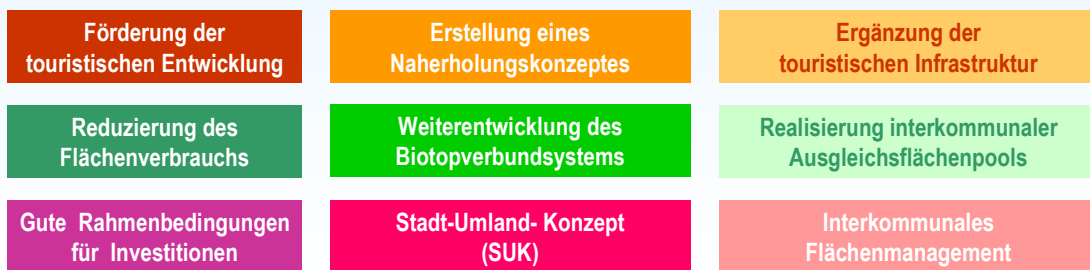 Förderung der
touristischen Entwicklung
Erstellung eines
Naherholungskonzeptes
Ergänzung der
touristischen Infrastruktur
Reduzierung des
Flächenverbrauchs
Weiterentwicklung des
Biotopverbundsystems
Realisierung interkommunaler
Ausgleichsflächenpools
Gute Rahmenbedingungen
für Investitionen
Stadt-Umland- Konzept
(SUK)
Interkommunales
Flächenmanagement